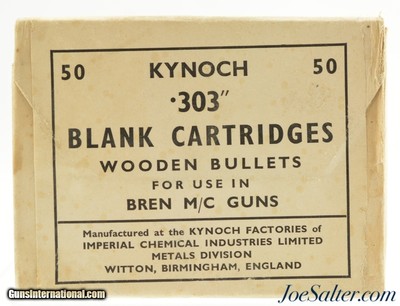 50 KYNOCH 50
·303"
BLANK CARTRIDGES
WOODEN BULLETS
FOR USE IN
BREN M/C GUNS
Manufactured at the KYNOCH FACTORIES of
IMPERIAL CHEMICAL INDUSTRIES LIMITED
METALS DIVISION
WITTON, BIRMINGHAM, ENGLAND
GunsInternational.com
JoeSalter.com